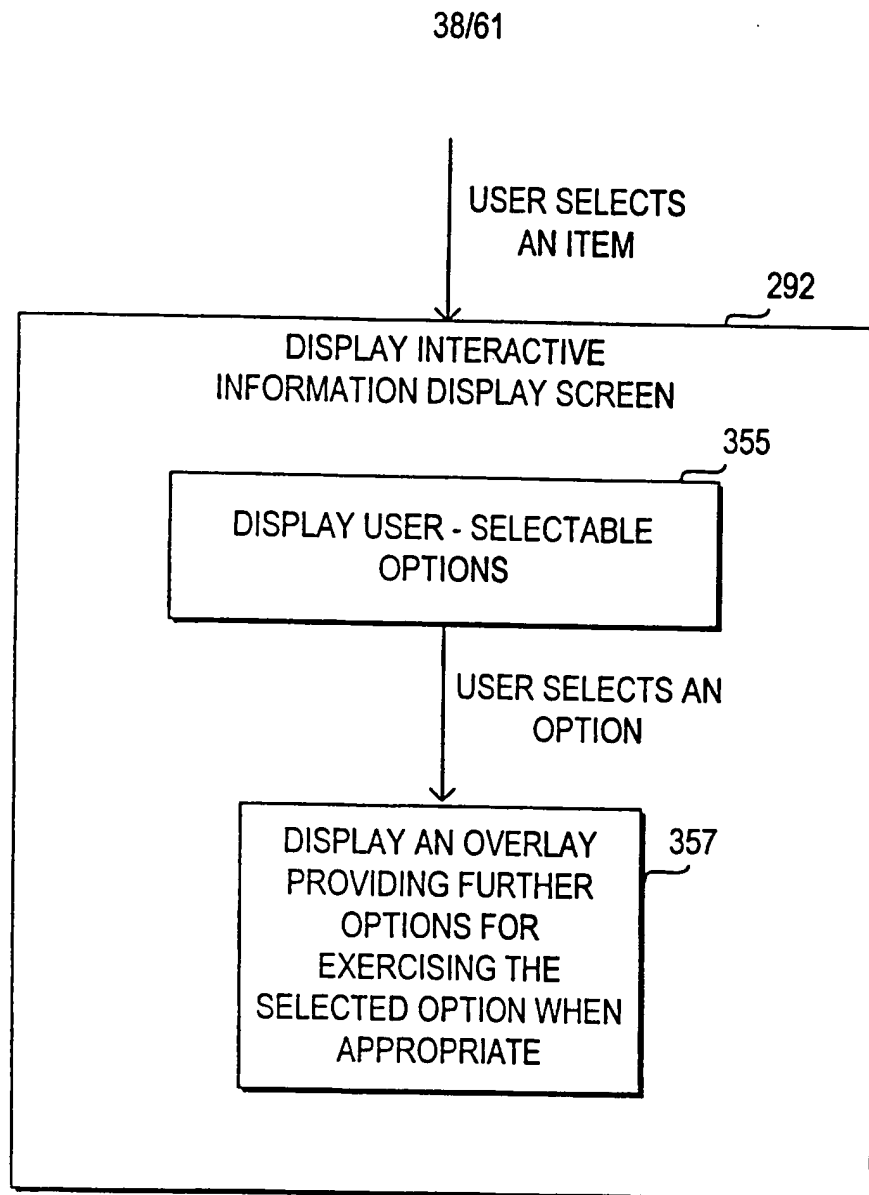 38/61
USER SELECTS
AN ITEM
292
DISPLAY INTERACTIVE
INFORMATION DISPLAY SCREEN
355
DISPLAY USER - SELECTABLE
OPTIONS
USER SELECTS AN
OPTION
DISPLAY AN OVERLAY
PROVIDING FURTHER
OPTIONS FOR
EXERCISING THE
SELECTED OPTION WHEN
APPROPRIATE
357